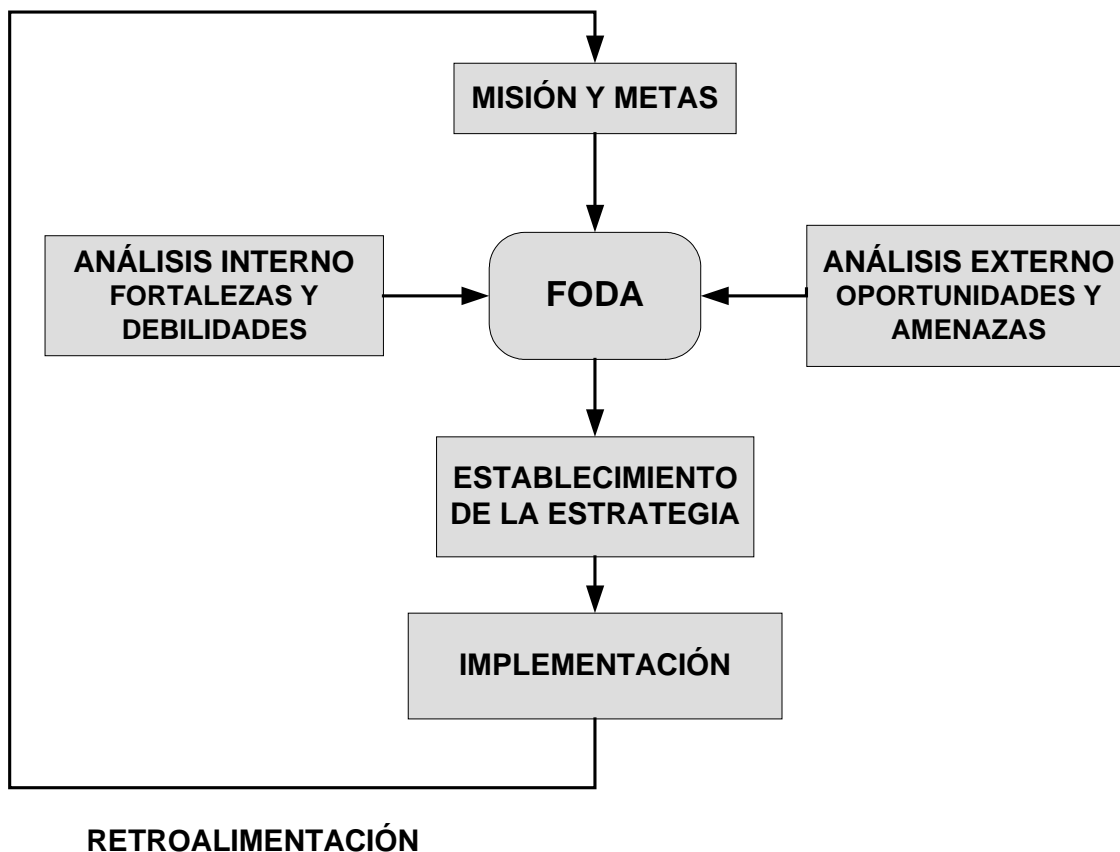 MISIÓN Y METAS
ANÁLISIS INTERNO
FORTALEZAS Y
DEBILIDADES
FODA
ANÁLISIS EXTERNO
OPORTUNIDADES Y
AMENAZAS
ESTABLECIMIENTO
DE LA ESTRATEGIA
IMPLEMENTACIÓN
RETROALIMENTACIÓN